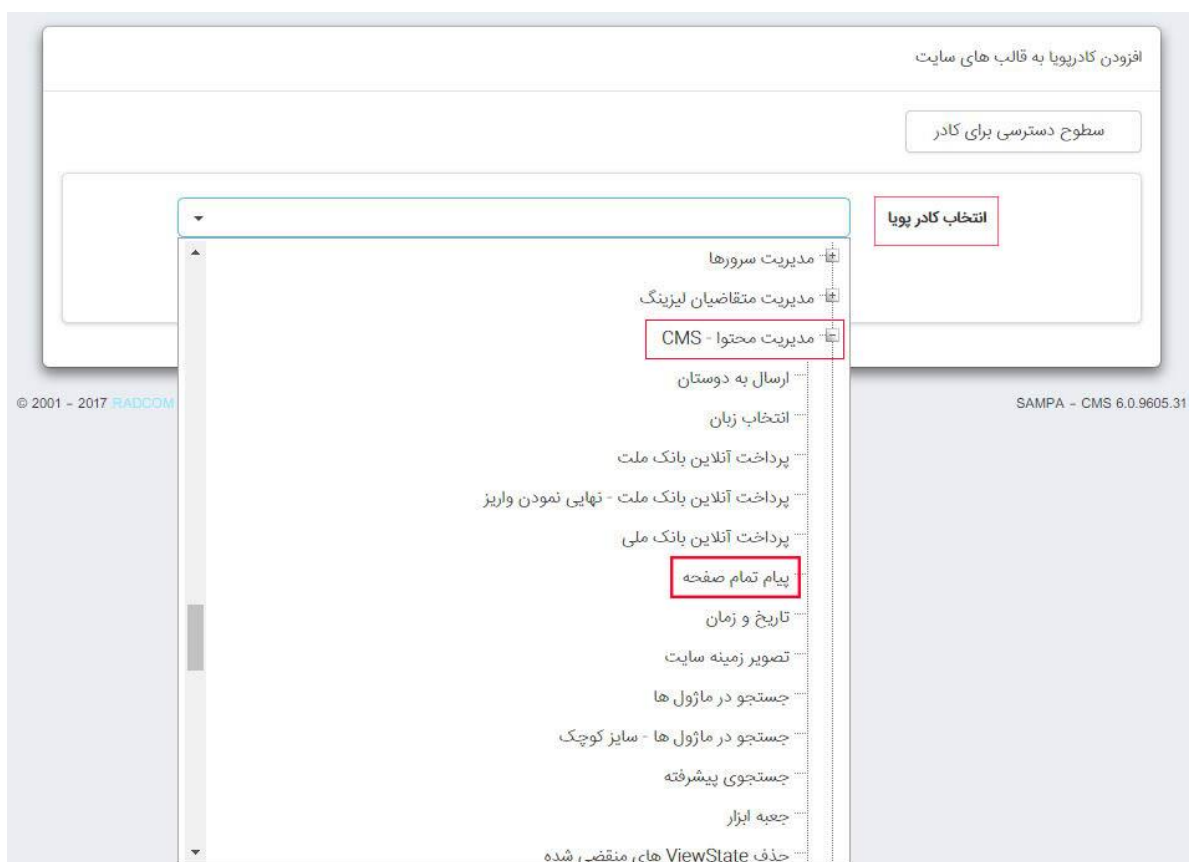 افزودن کادرپویا به قالب های سایت
سطوح دسترسی برای کادر
انتخاب کادر پویا
مدیریت سرورها
مدیریت متقاضیان لیزینگ
مدیریت محتوا - CMS
ارسال به دوستان
انتخاب زبان
پرداخت آنلاین بانک ملت
پرداخت آنلاین بانک ملت - نهایی نمودن واریز
پرداخت آنلاین بانک ملی
پیام تمام صفحه
تاریخ و زمان
تصویر زمینه سایت
جستجو در ماژول ها
جستجو در ماژول ها - سایز کوچک
جستجوی پیشرفته
جعبه ابزار
حذف ViewState های منقضی شده
© 2001 - 2017 RADCOM
SAMPA - CMS 6.0.9605.31